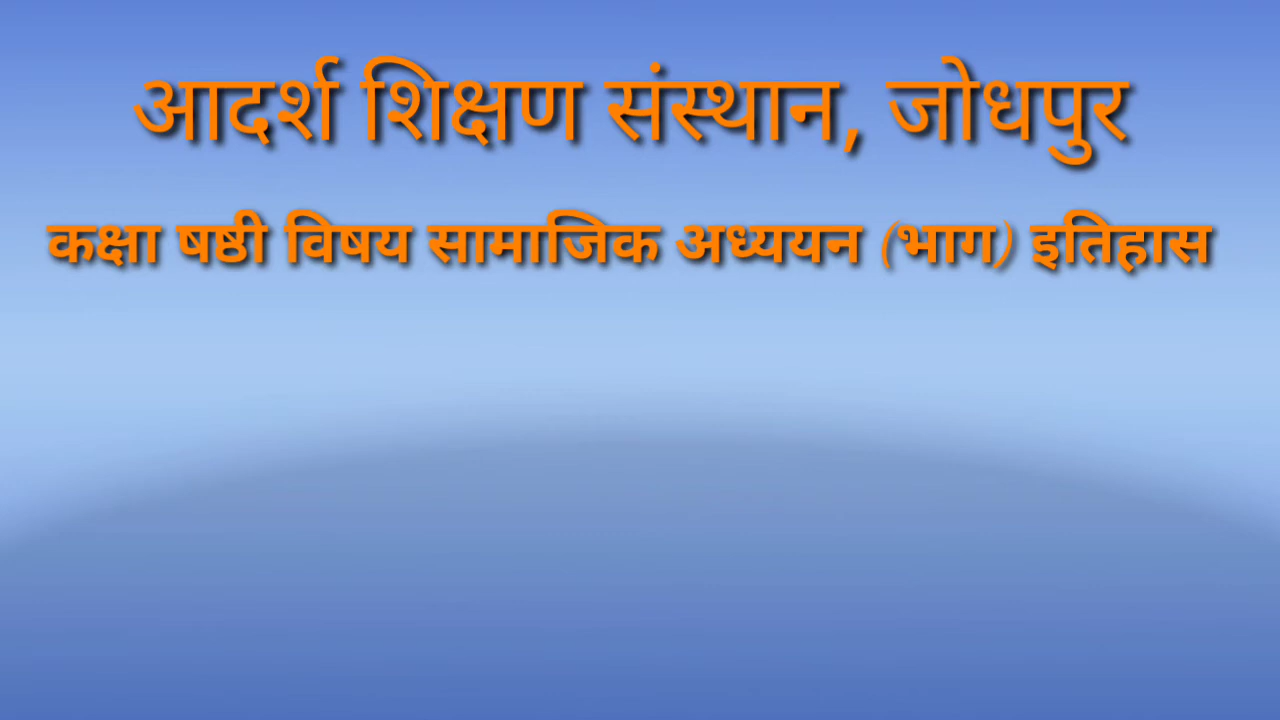 आदर्श शिक्षण संस्थान, जोधपुर
कक्षा षष्ठी विषय सामाजिक अध्ययन (भाग) इतिहास